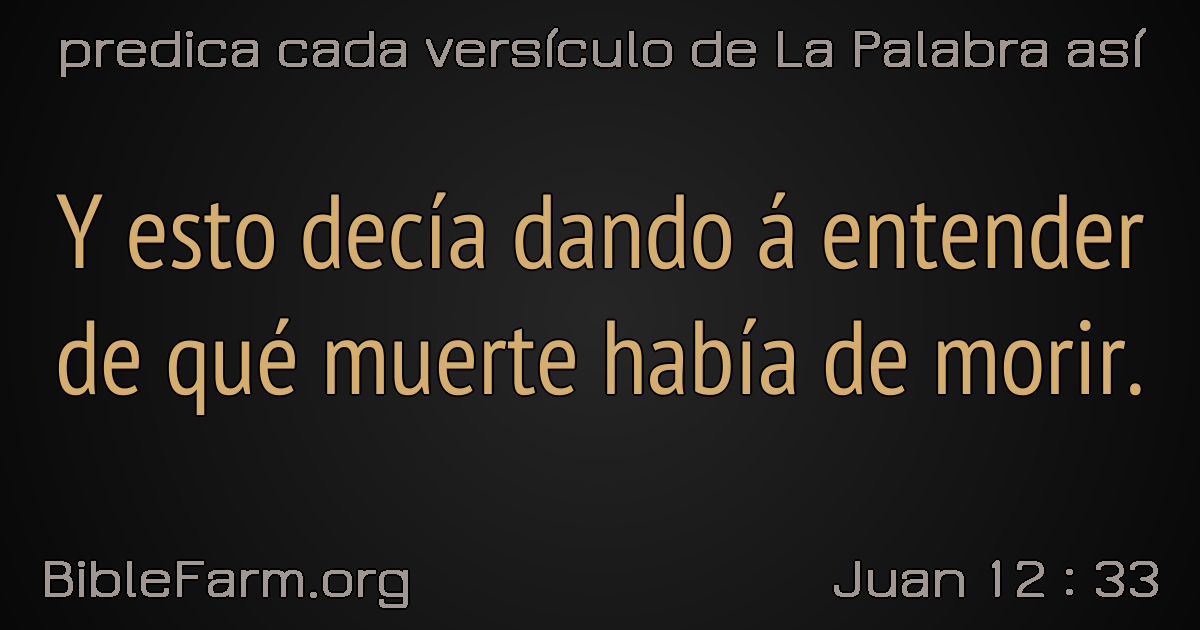 predica cada versículo de La Palabra así
Y esto decía dando á entender
de qué muerte había de morir.
BibleFarm.org
Juan 12 : 33